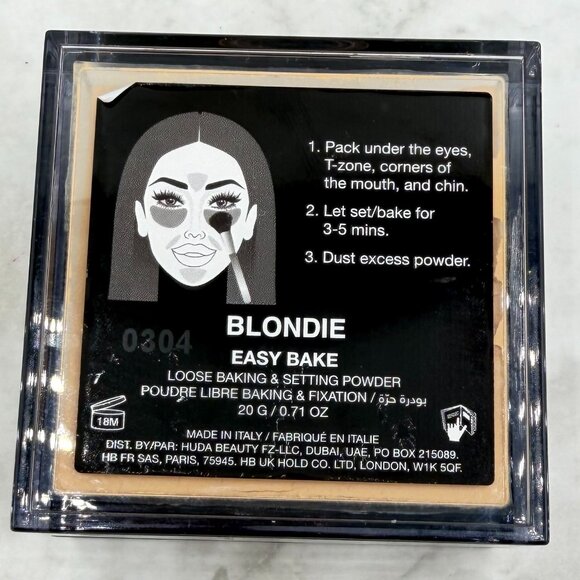 1. Pack under the eyes,
T-zone, corners of
the mouth, and chin.
2. Let set/bake for
3-5 mins.
3. Dust excess powder.
0304
BLONDIE
EASY BAKE
LOOSE BAKING & SETTING POWDER
POUDRE LIBRE BAKING & FIXATION / بودرة حرّة
20 G / 0.71 OZ
18M
MADE IN ITALY / FABRIQUÉ EN ITALIE
DIST. BY/PAR: HUDA BEAUTY FZ-LLC, DUBAI, UAE, PO BOX 215089.
HB FR SAS, PARIS, 75945. HB UK HOLD CO. LTD, LONDON, W1K 5QF.